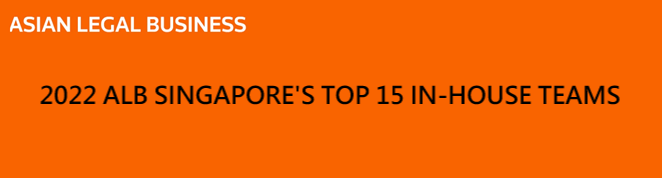 ASIAN LEGAL BUSINESS
2022 ALB SINGAPORE'S TOP 15 IN-HOUSE TEAMS